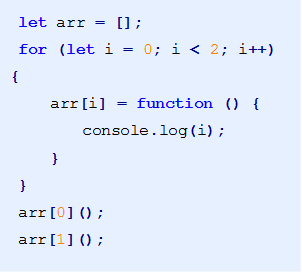 let arr = [];
for (let i = 0; i < 2; i++)
{
    arr[i] = function () {
        console.log(i);
    }
}
arr[0]();
arr[1]();